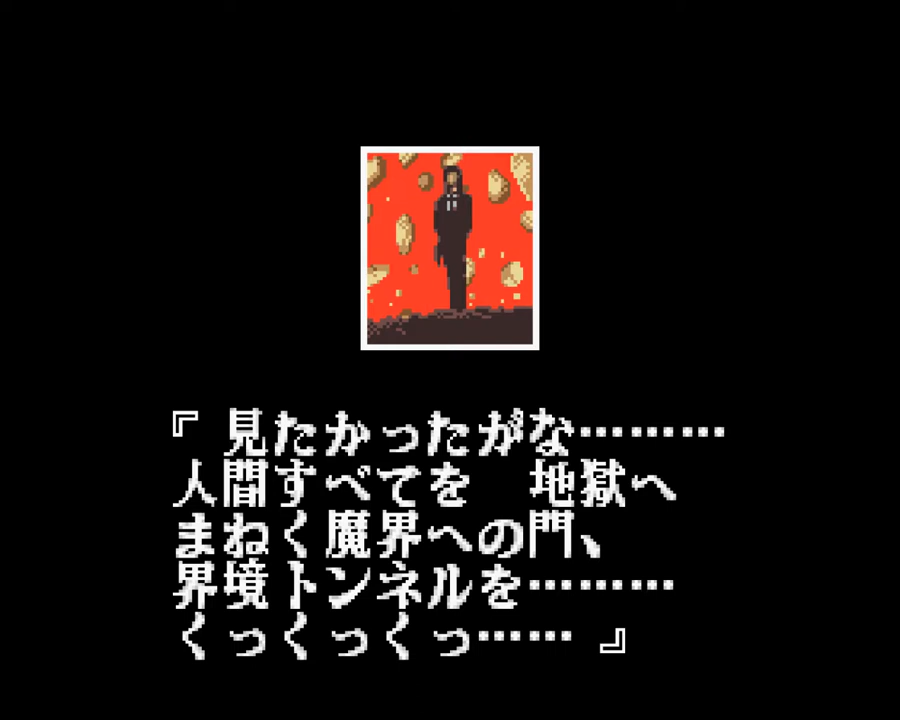 『 見たかったがな………
人間すべてを　地獄へ
まねく魔界への門、
界境トンネルを………
くっくっくっ…… 』